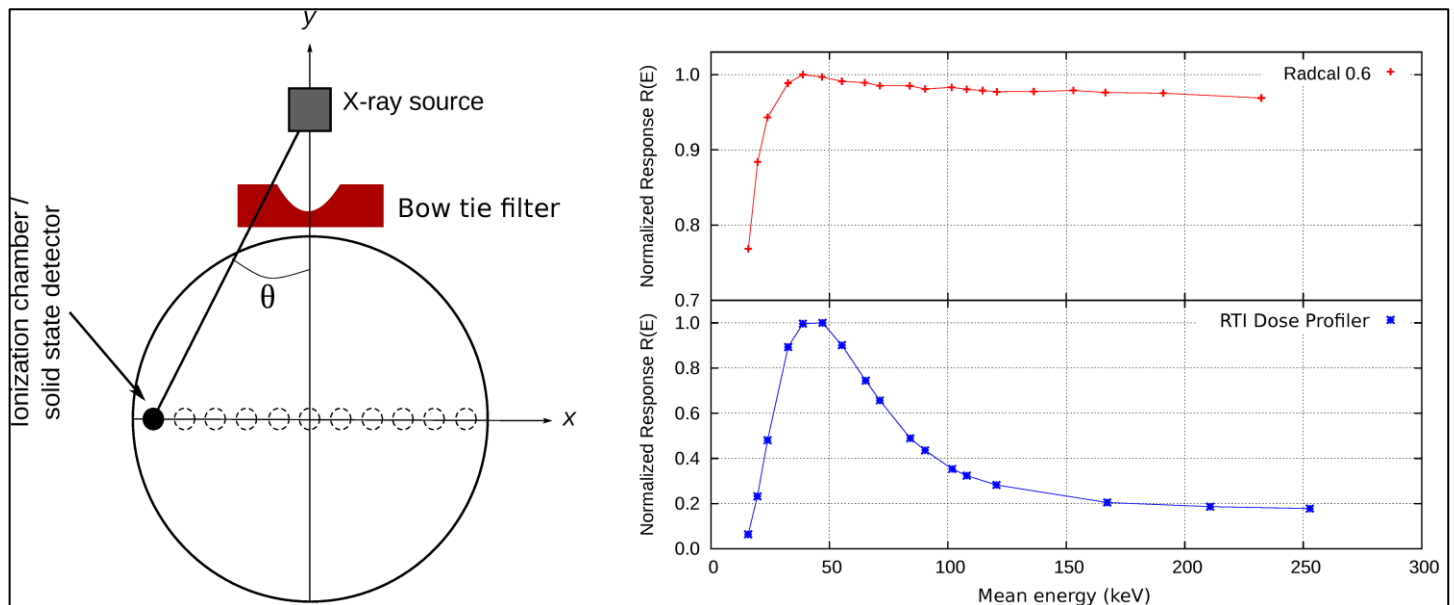 y
X-ray source
Bow tie filter
θ
Ionization chamber /
solid state detector
x
Normalized Response R(E)
1.0
0.9
0.8
0.7
Radcal 0.6
Normalized Response R(E)
1.0
0.8
0.6
0.4
0.2
0.0
RTI Dose Profiler
0 50 100 150 200 250 300
Mean energy (keV)